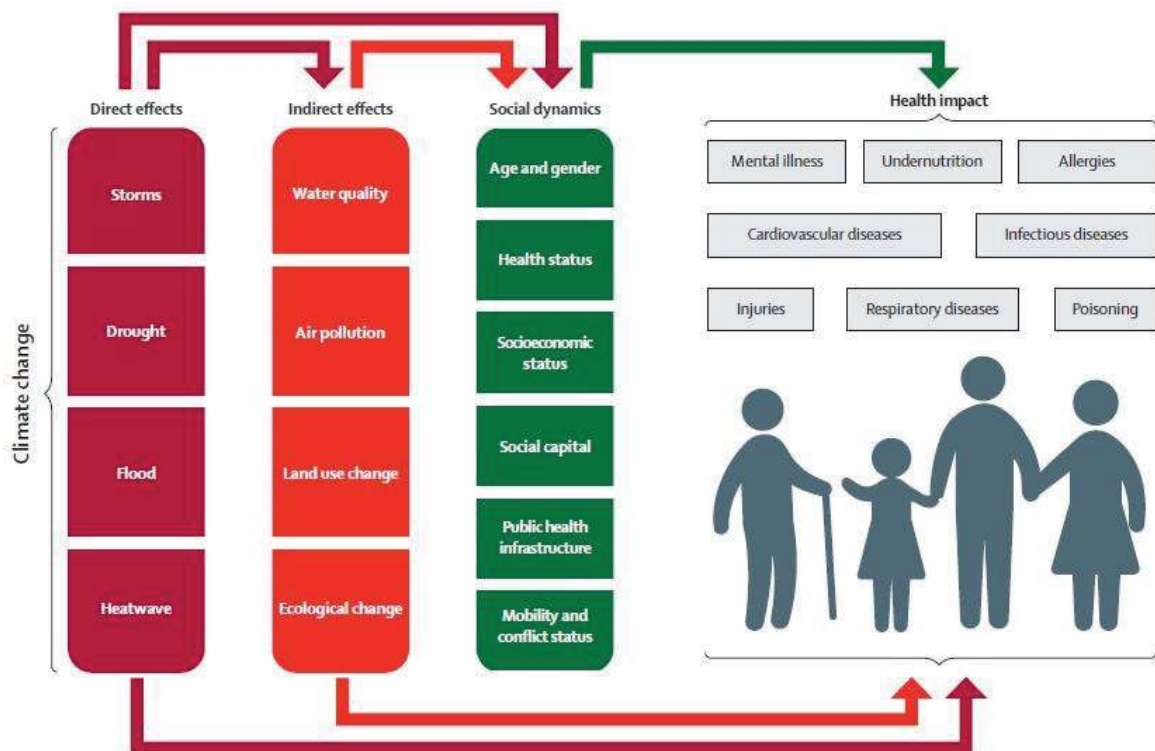 Direct effects
Indirect effects
Social dynamics
Health impact
Climate change
Storms
Drought
Flood
Heatwave
Water quality
Air pollution
Land use change
Ecological change
Age and gender
Health status
Socioeconomic
status
Social capital
Public health
infrastructure
Mobility and
conflict status
Mental illness
Undernutrition
Allergies
Cardiovascular diseases
Infectious diseases
Injuries
Respiratory diseases
Poisoning